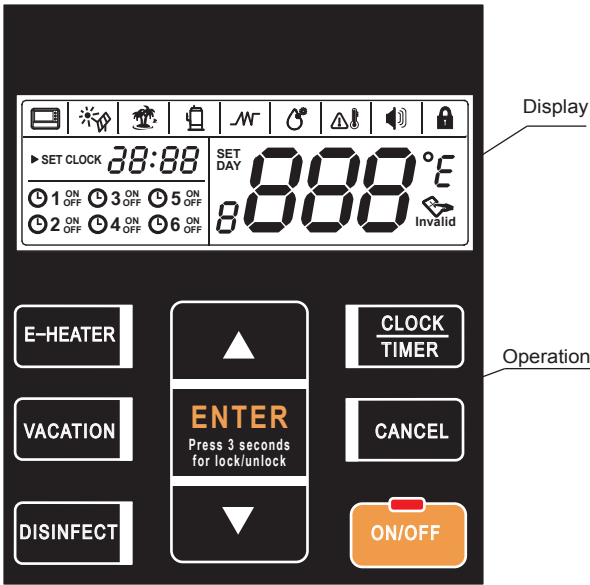 Display
SET CLOCK 88:88
SET
DAY
8
888
°E
Invalid
1 ON OFF 3 ON OFF 5 ON OFF
2 ON OFF 4 ON OFF 6 ON OFF
E-HEATER
CLOCK
TIMER
Operation
VACATION
ENTER
Press 3 seconds
for lock/unlock
CANCEL
DISINFECT
ON/OFF